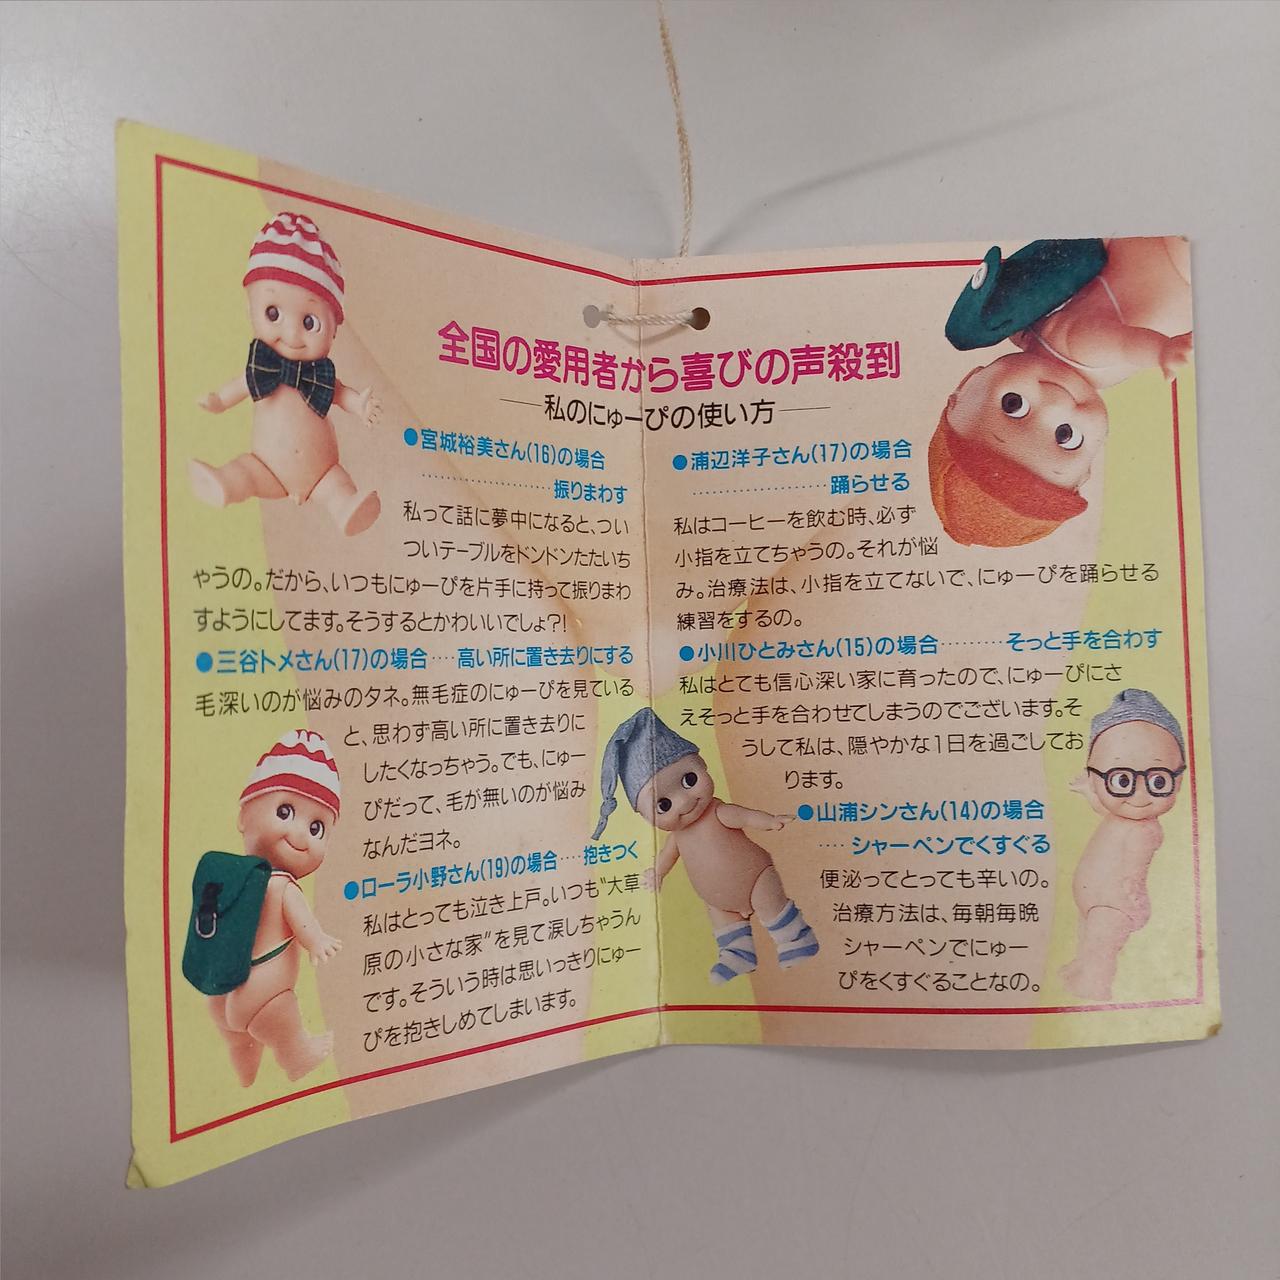 全国の愛用者から喜びの声殺到
私のにゅーぴの使い方
●宮城裕美さん(16)の場合
……………………振りまわす
私って話に夢中になると、つい
ついテーブルをドンドンたたいち
ゃうの。だから、いつもにゅーぴを片手に持って振りまわ
すようにしてます。そうするとかわいいでしょ?!
●三谷トメさん(17)の場合‥‥高い所に置き去りにする
毛深いのが悩みのタネ。無毛症のにゅーぴを見ている
と、思わず高い所に置き去りに
したくなっちゃう。でも、にゅー
ぴだって、毛が無いのが悩み
なんだヨネ。
●ローラ小野さん(19)の場合‥‥抱きつく
私はとっても泣き上戸。いつも“大草
原の小さな家”を見て涙しちゃうん
です。そういう時は思いっきりにゅー
ぴを抱きしめてしまいます。
●浦辺洋子さん(17)の場合
…………………踊らせる
私はコーヒーを飲む時、必ず
小指を立てちゃうの。それが悩
み。治療法は、小指を立てないで、にゅーぴを踊らせる
練習をするの。
●小川ひとみさん(15)の場合………そっと手を合わす
私はとても信心深い家に育ったので、にゅーぴにさ
えそっと手を合わせてしまうのでございます。そ
うして私は、隠やかな1日を過ごしてお
ります。
●山浦シンさん(14)の場合
‥‥シャーペンでくすぐる
便泌ってとっても辛いの。
治療方法は、毎朝毎晩
シャーペンでにゅー
ぴをくすぐることなの。